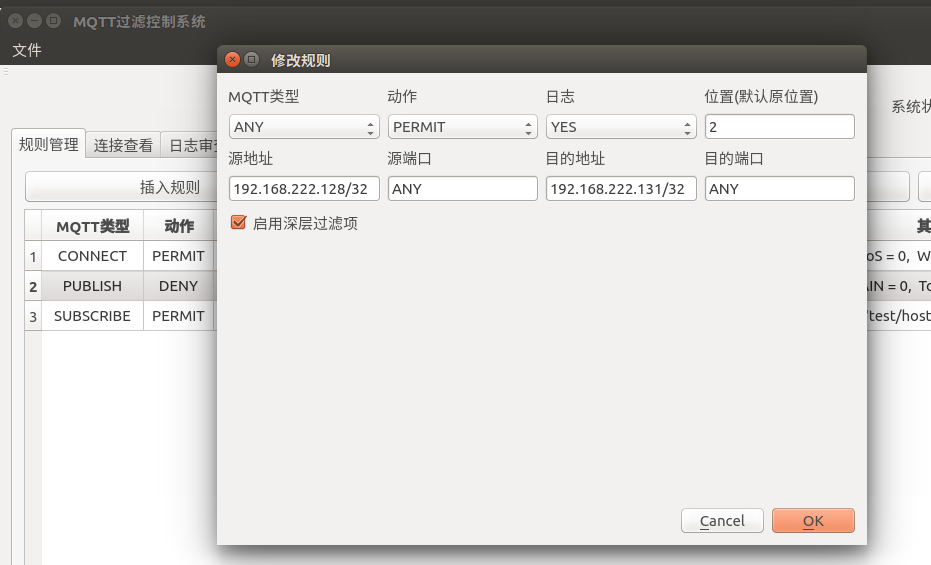 MQTT过滤控制系统
文件
修改规则
MQTT类型 动作 日志 位置(默认原位置)
ANY PERMIT YES 2
源地址 源端口 目的地址 目的端口
192.168.222.128/32 ANY 192.168.222.131/32 ANY
启用深层过滤项
Cancel OK
系统状
规则管理 连接查看 日志审
插入规则
MQTT类型 动作 其
1 CONNECT PERMIT oS = 0, W
2 PUBLISH DENY AIN = 0, To
3 SUBSCRIBE PERMIT /test/host